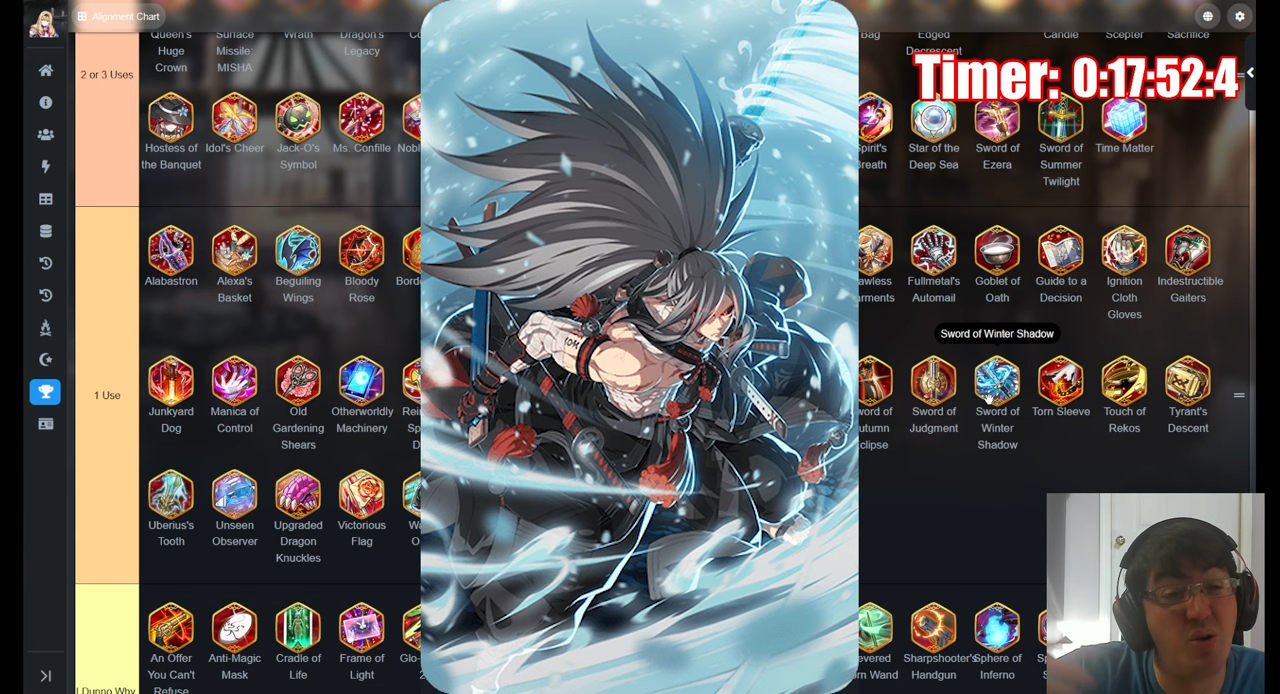 Alignment Chart
Queen's
Huge
Crown
Surface
Missile:
MISHA
Wrath
Dragon's
Legacy
Bag
Edged
Decrescent
Candle
Scepter
Sacrifice
2 or 3 Uses
Timer: 0:17:52:4
Hostess of
the Banquet
Idol's Cheer
Jack-O's
Symbol
Ms. Confille
Star of the
Deep Sea
Sword of
Ezera
Sword of
Summer
Twilight
Time Matter
1 Use
Alabastron
Alexa's
Basket
Beguiling
Wings
Bloody
Rose
Fullmetal's
Automail
Goblet of
Oath
Guide to a
Decision
Ignition
Cloth
Gloves
Indestructible
Gaiters
Sword of Winter Shadow
Junkyard
Dog
Manica of
Control
Old
Gardening
Shears
Otherworldly
Machinery
Sword of
Judgment
Sword of
Winter
Shadow
Torn Sleeve
Touch of
Rekos
Tyrant's
Descent
Uberius's
Tooth
Unseen
Observer
Upgraded
Dragon
Knuckles
Victorious
Flag
I Dunno Why
An Offer
You Can't
Refuse
Anti-Magic
Mask
Cradle of
Life
Frame of
Light
Sharpshooter's
Handgun
Sphere of
Inferno